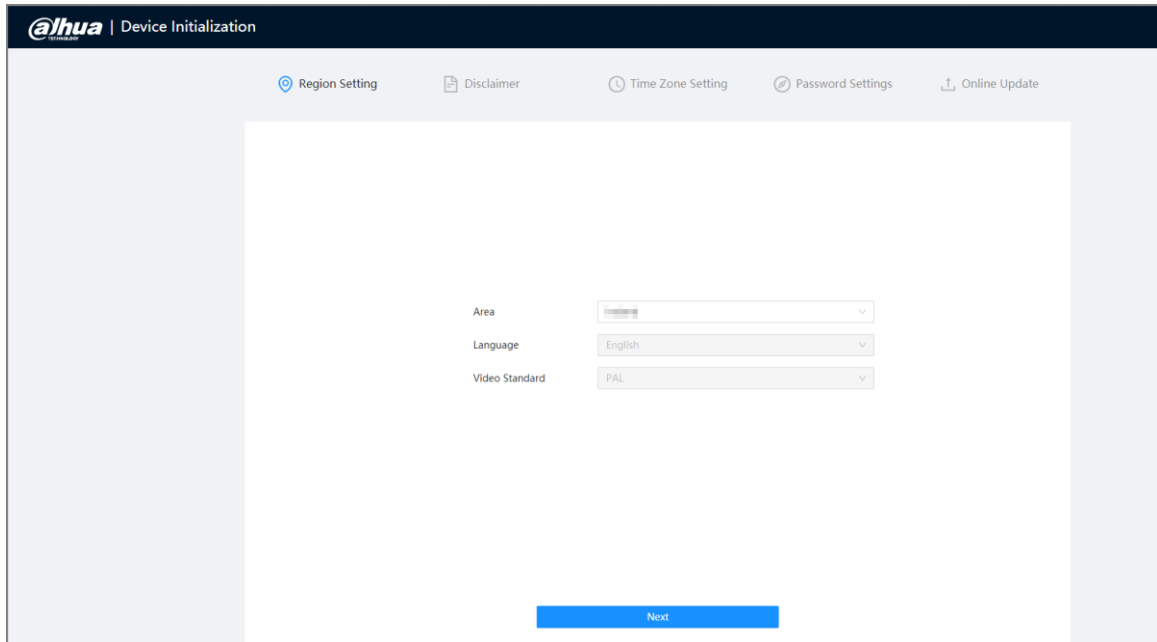 alhua | Device Initialization
TECHNOLOGY
Region Setting Disclaimer Time Zone Setting Password Settings Online Update
Area
Language English
Video Standard PAL
Next